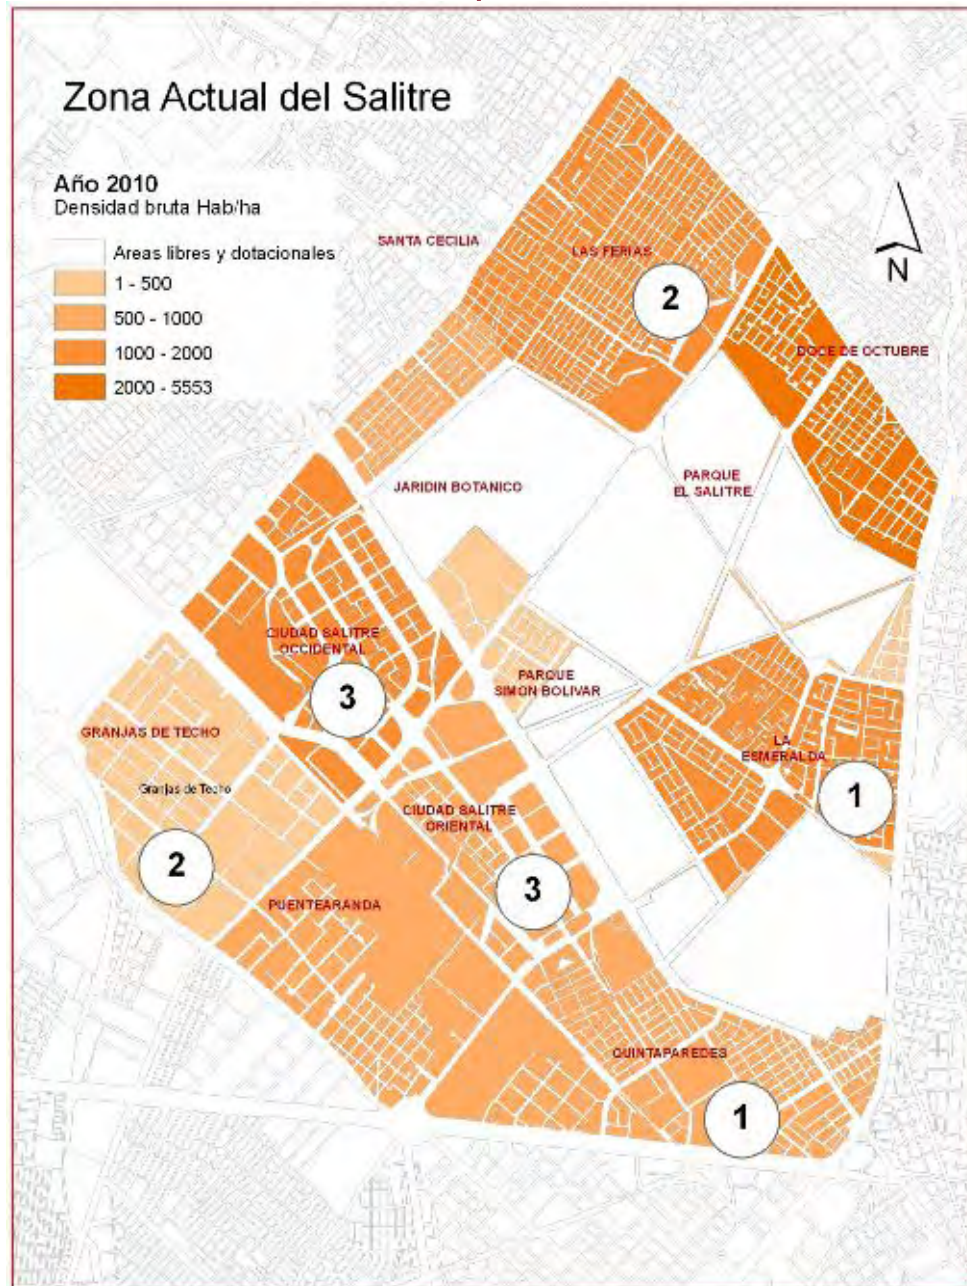 Zona Actual del Salitre
Año 2010
Densidad bruta Hab/ha
Areas libres y dotacionales
1 - 500
500 - 1000
1000 - 2000
2000 - 5553
N
SANTA CECILIA
LAS FERIAS
2
DOCE DE OCTUBRE
JARIDIN BOTANICO
PARQUE
EL SALITRE
CIUDAD SALITRE
OCCIDENTAL
3
PARQUE
SIMON BOLIVAR
GRANJAS DE TECHO
Granjas de Techo
LA
ESMERALDA
1
CIUDAD SALITRE
ORIENTAL
2
3
PUENTEARANDA
QUINTAPAREDES
1